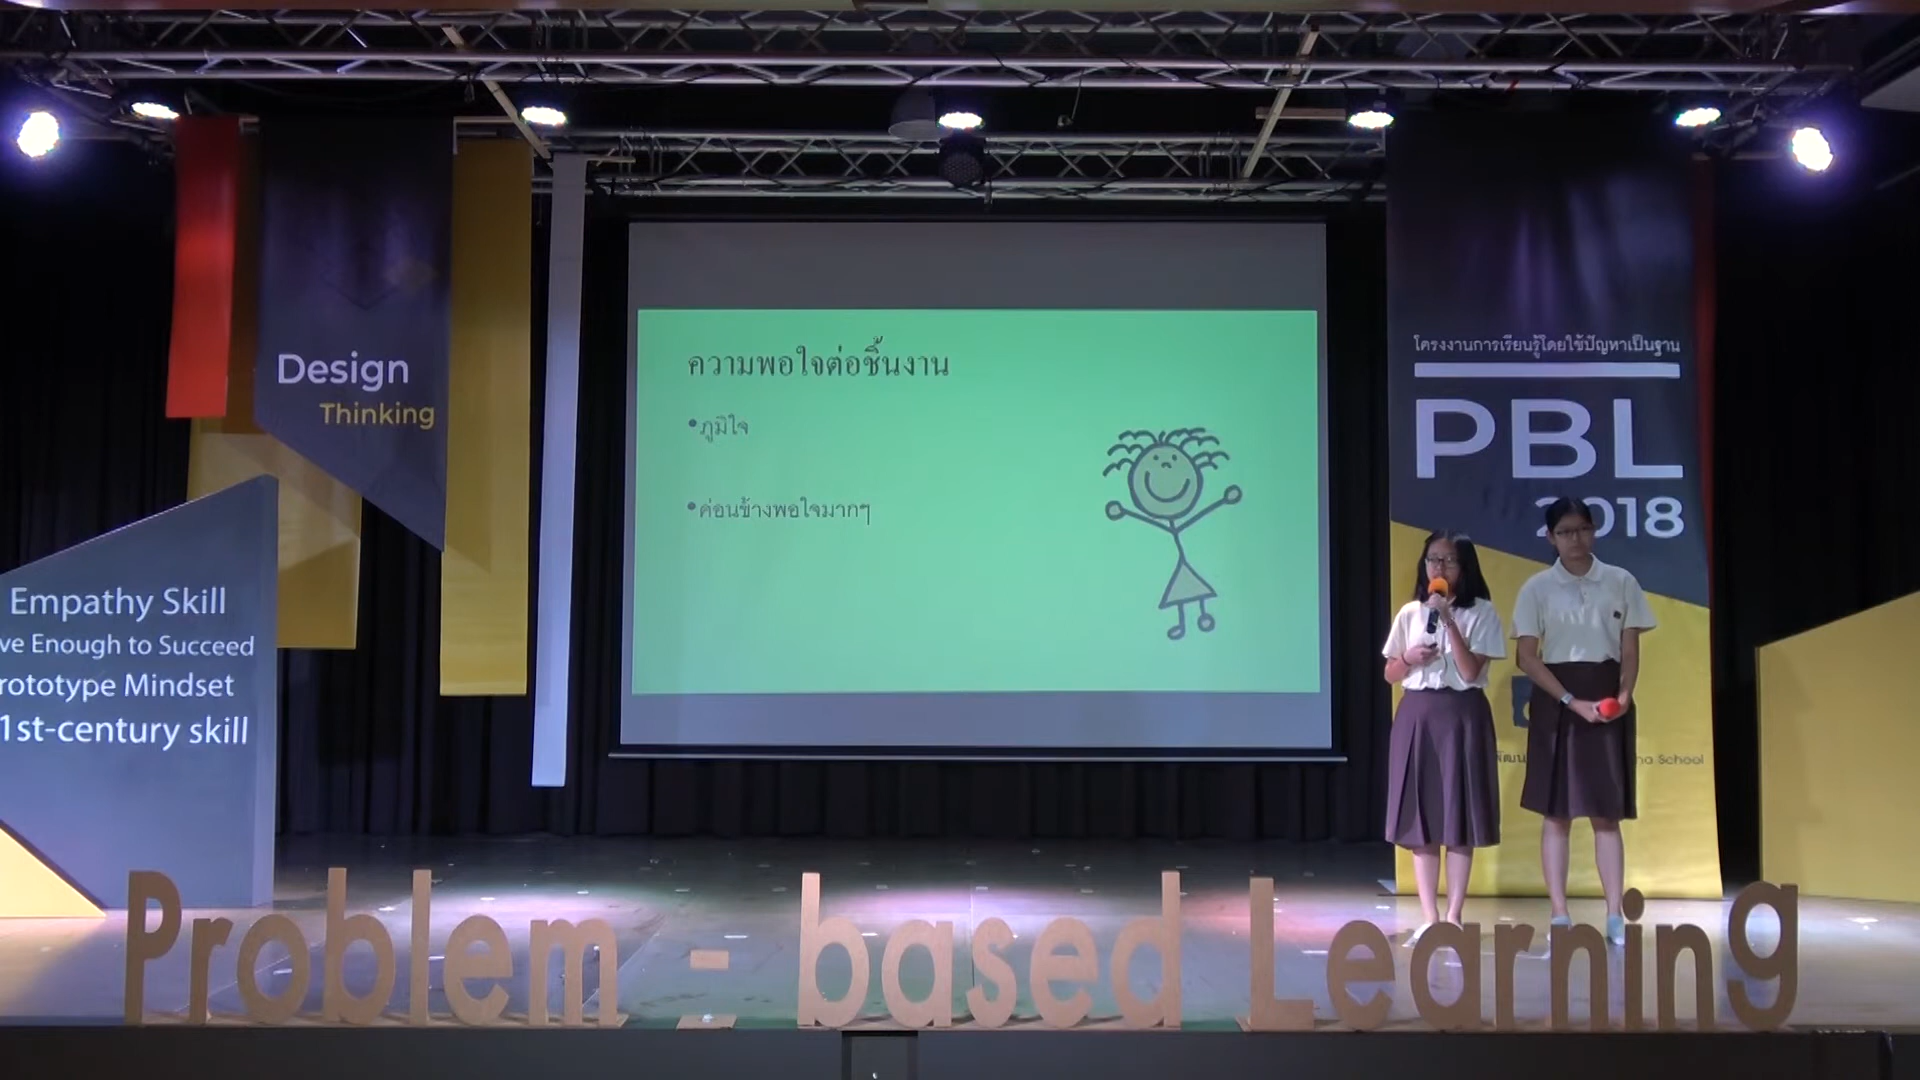 Design
Thinking
Empathy Skill
ve Enough to Succeed
rototype Mindset
1st-century skill
ความพอใจต่อชิ้นงาน
•ภูมิใจ
•ค่อนข้างพอใจมากๆ
โครงงานการเรียนรู้โดยใช้ปัญหาเป็นฐาน
PBL
2018
na School
Problem - based Learning